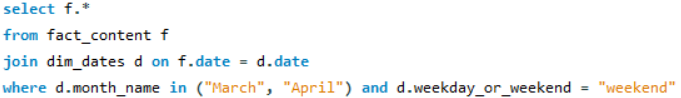 select f.*
from fact_content f
join dim_dates d on f.date = d.date
where d.month_name in ("March", "April") and d.weekday_or_weekend = "weekend"